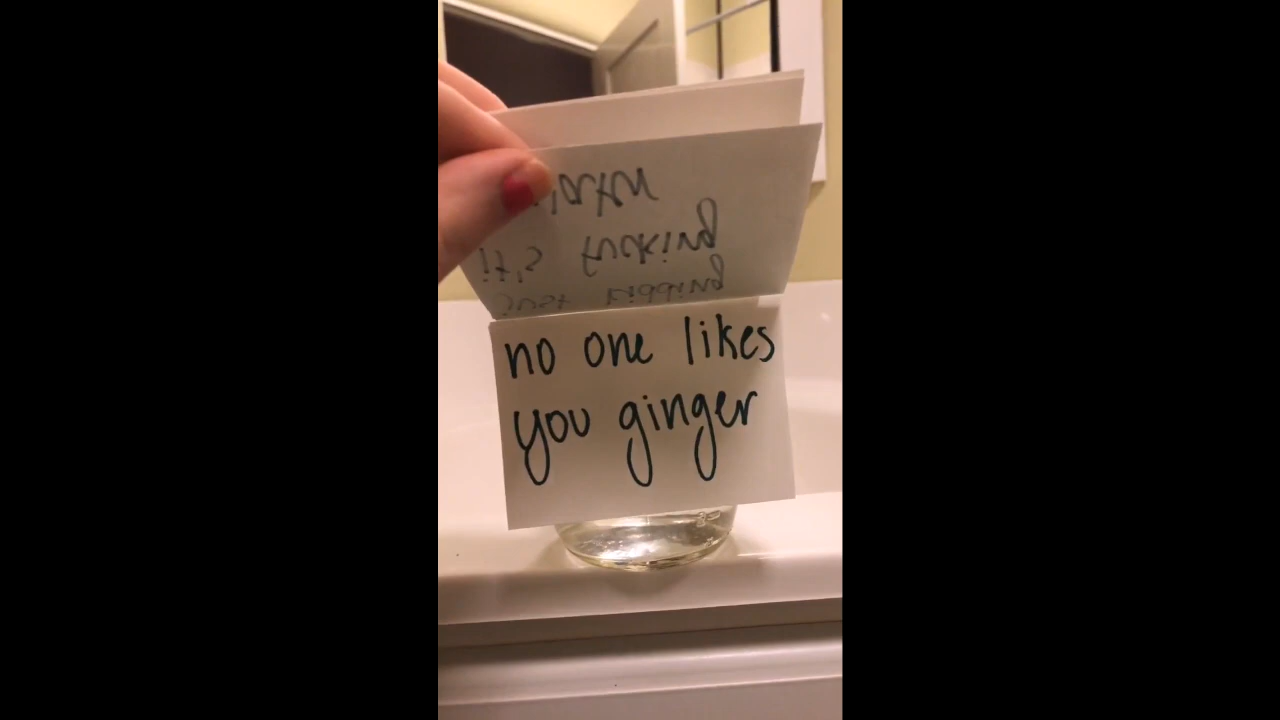 just kidding
it's fucking
water
no one likes
you ginger